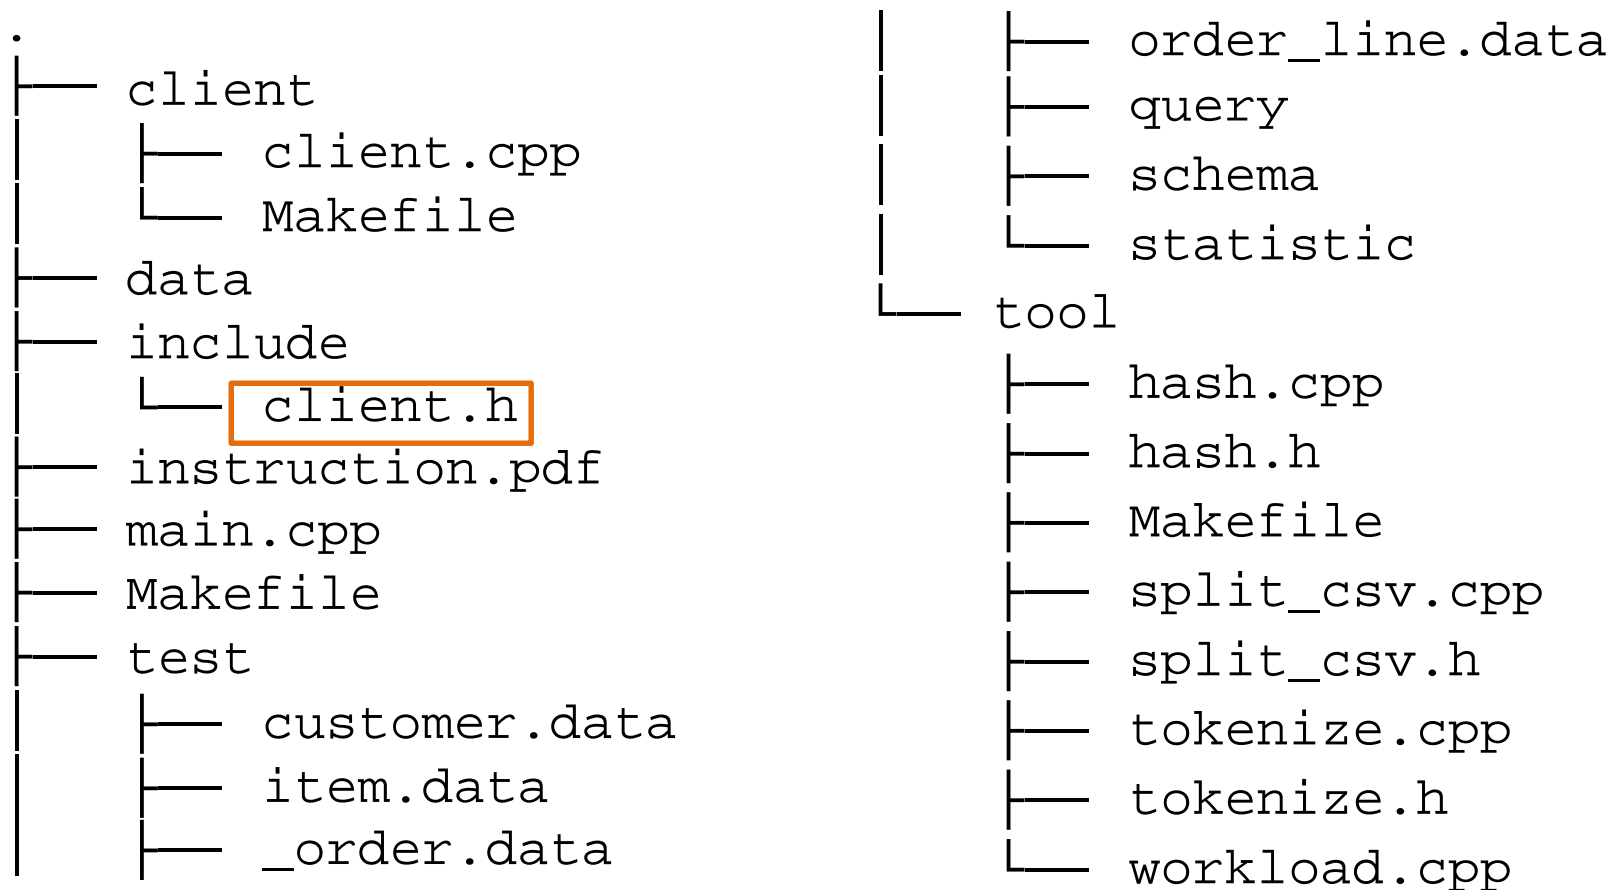 .
client
client.cpp
Makefile
data
include
client.h
instruction.pdf
main.cpp
Makefile
test
customer.data
item.data
_order.data
order_line.data
query
schema
statistic
tool
hash.cpp
hash.h
Makefile
split_csv.cpp
split_csv.h
tokenize.cpp
tokenize.h
workload.cpp